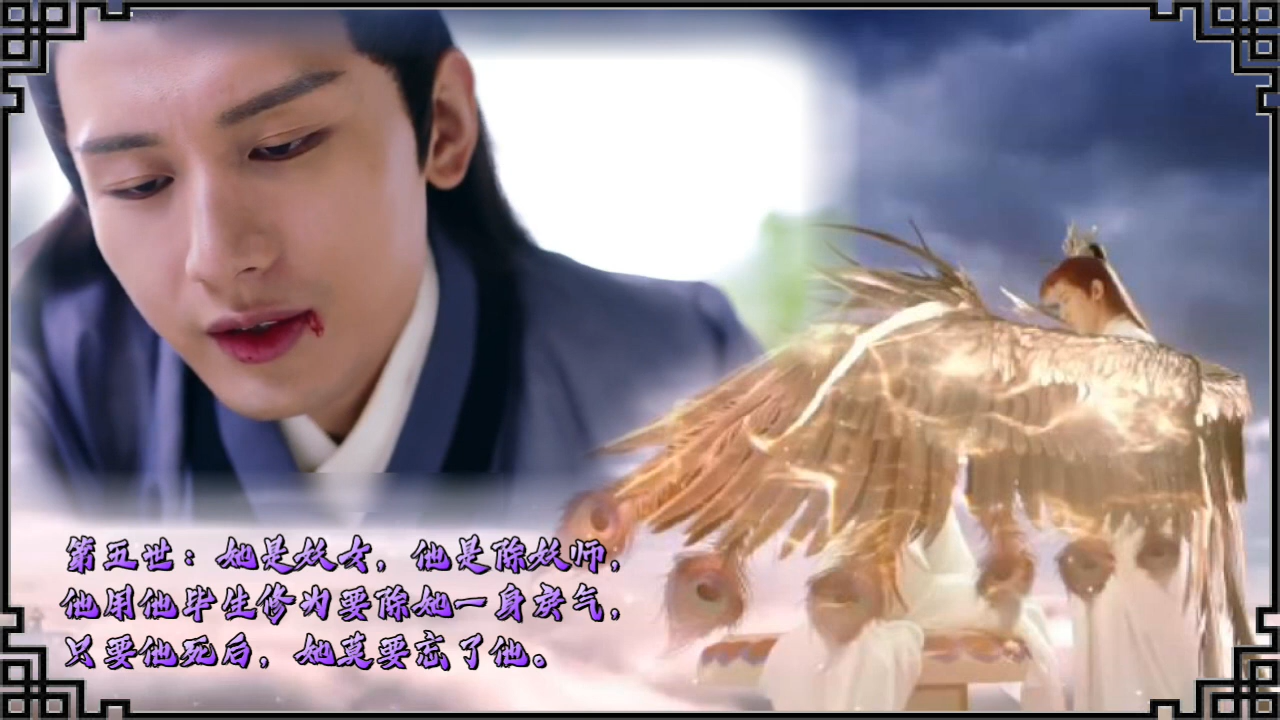 第五世：她是妖女，他是除妖师，
他用他毕生修为要除她一身戾气，
只要他死后，她莫要忘了他。